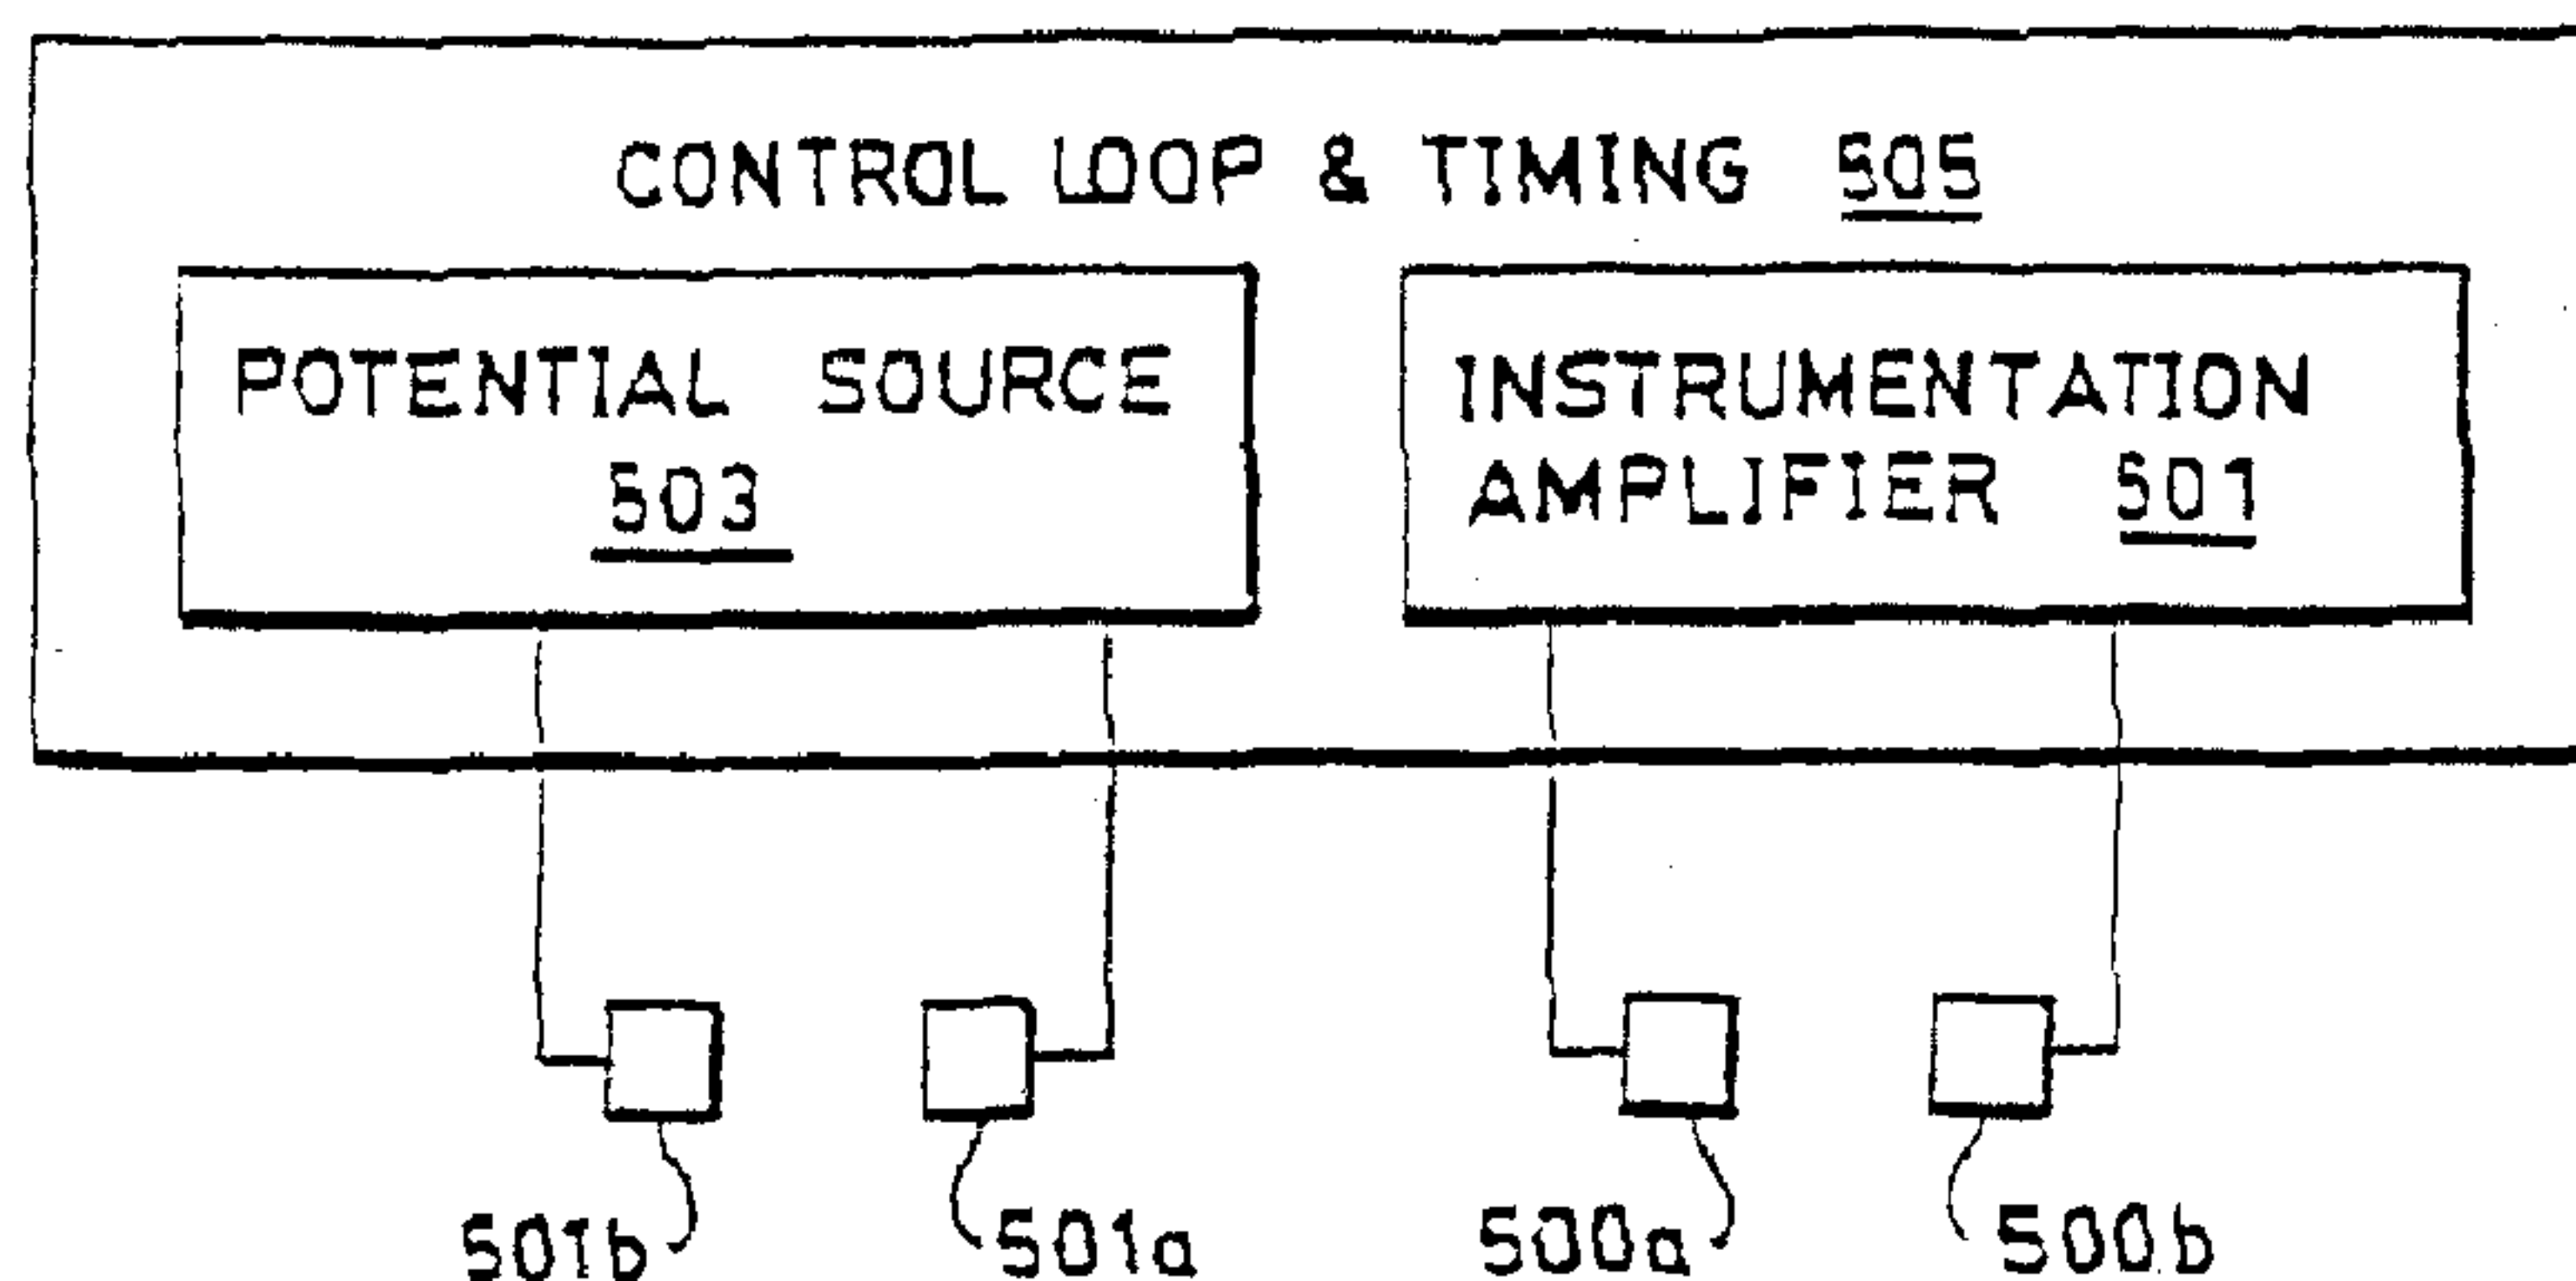 CONTROL LOOP & TIMING 505
POTENTIAL SOURCE
503
INSTRUMENTATION
AMPLIFIER 501
501b
501a
500a
500b